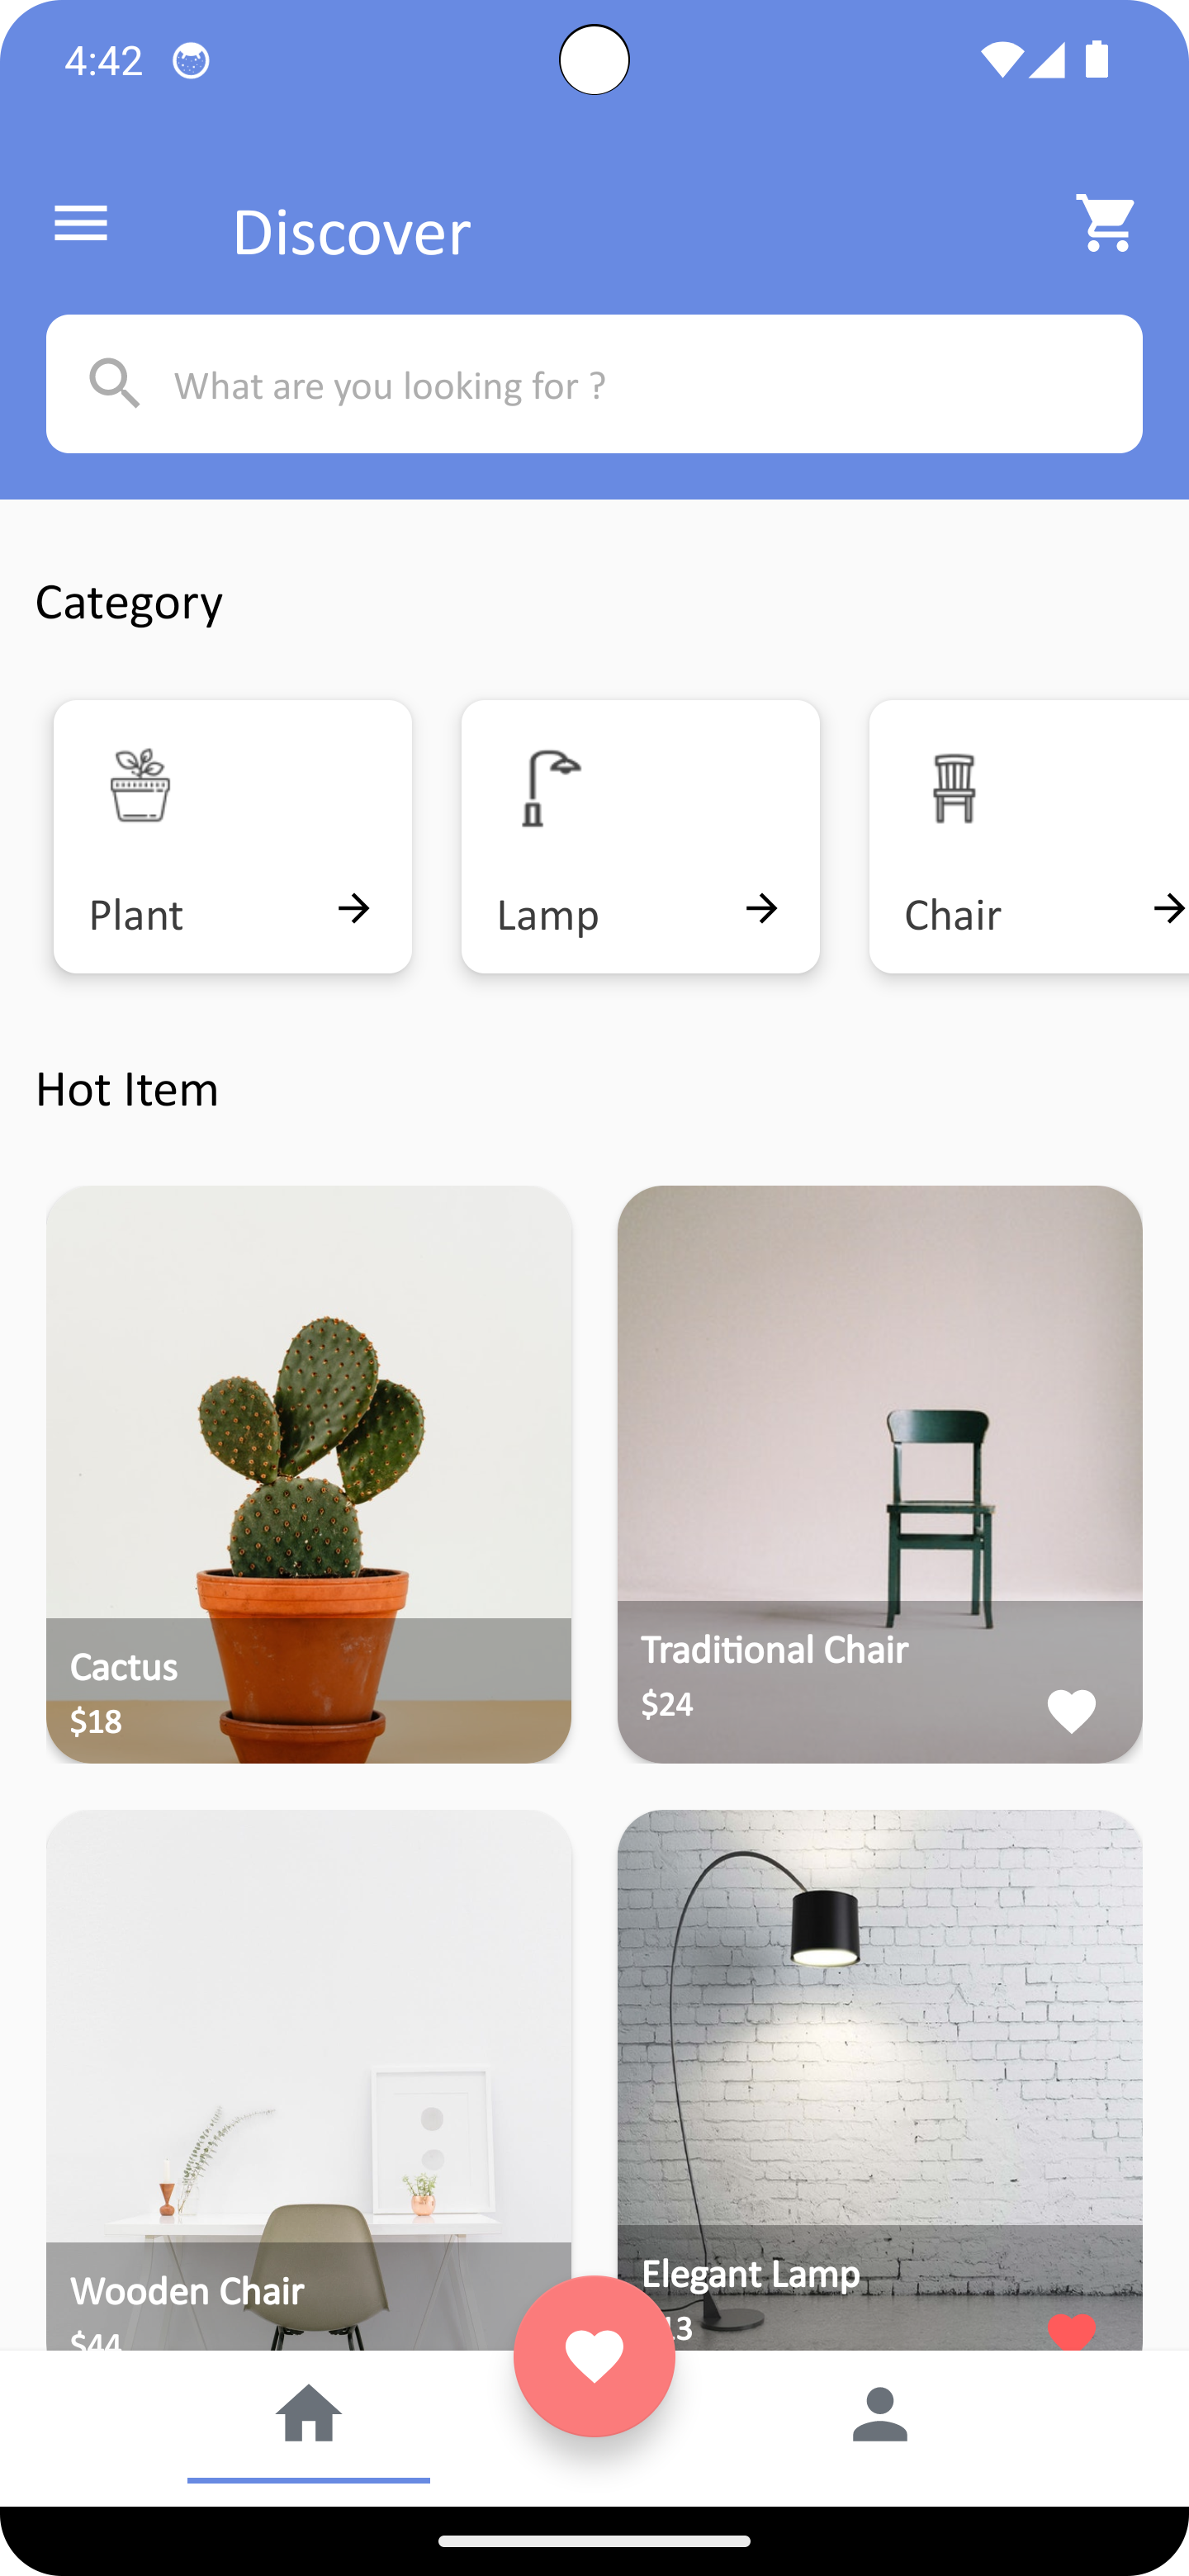 4:42
Discover
What are you looking for ?
Category
Plant
Lamp
Chair
Hot Item
Cactus
$18
Traditional Chair
$24
Wooden Chair
$44
Elegant Lamp
13